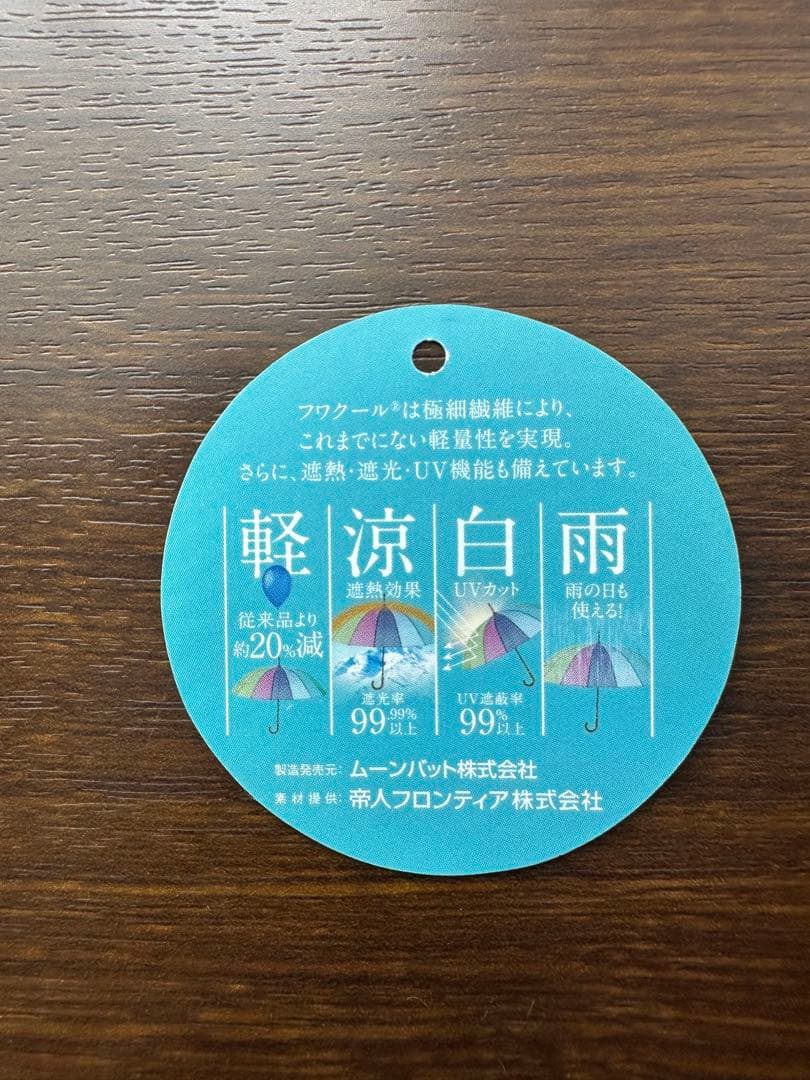 フワクール®は極細繊維により、
これまでにない軽量性を実現。
さらに、遮熱・遮光・UV機能も備えています。
軽
従来品より
約20%減
涼
遮熱効果
遮光率
99.99%以上
白
UVカット
UV遮蔽率
99%以上
雨
雨の日も
使える!
製造発売元: ムーンバット株式会社
素材提供: 帝人フロンティア株式会社